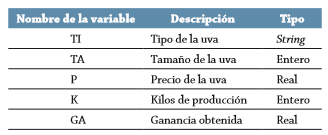 Nombre de la variable Descripción Tipo
TI Tipo de la uva String
TA Tamaño de la uva Entero
P Precio de la uva Real
K Kilos de producción Entero
GA Ganancia obtenida Real